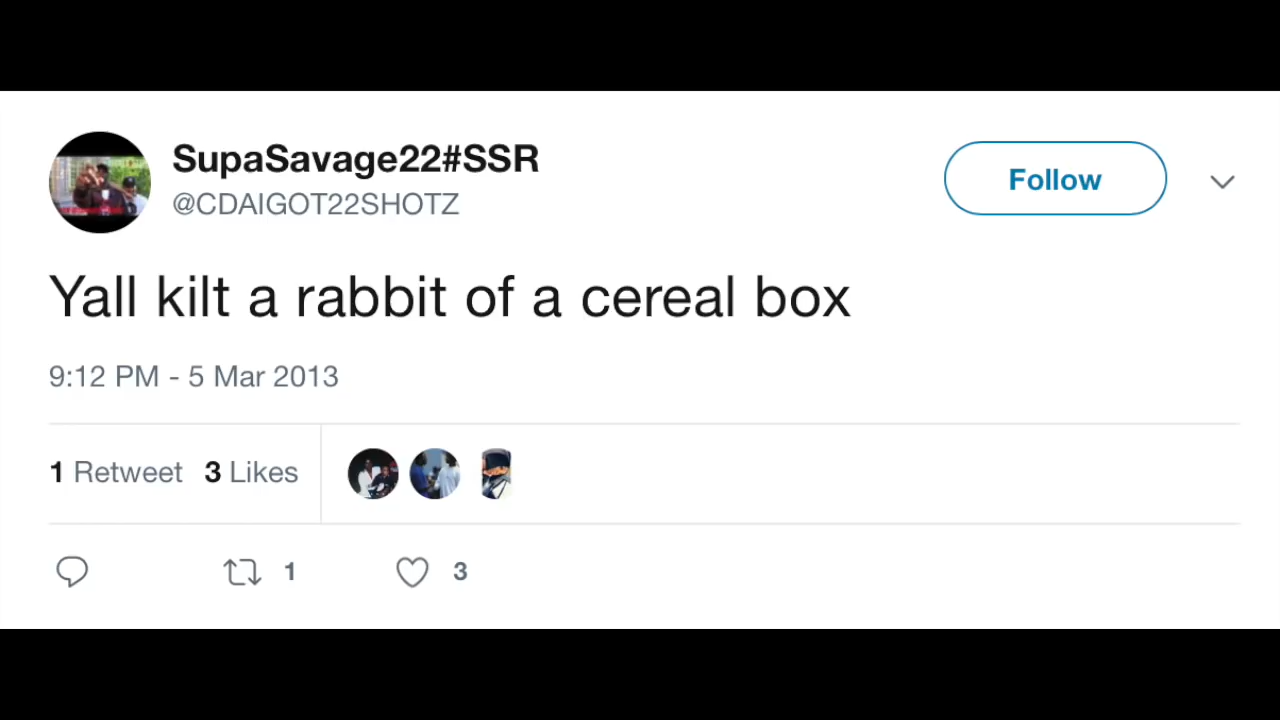 SupaSavage22#SSR
@CDAIGOT22SHOTZ
Follow
Yall kilt a rabbit of a cereal box
9:12 PM - 5 Mar 2013
1 Retweet 3 Likes
1 3